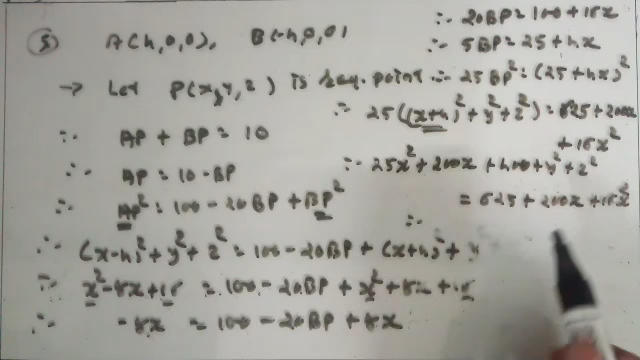 5) A(4,0,0), B(-4,0,0)
→ Let P(x,y,z) is req. point
∴ AP + BP = 10
∴ AP = 10 - BP
∴ AP² = 100 - 20BP + BP²
∴ (x-4)² + y² + z² = 100 - 20BP + (x+4)² + y
∴ x² - 8x + 16 = 100 - 20BP + x² + 8x + 16
∴ -8x = 100 - 20BP + 8x
∴ 20BP = 100 + 16x
∴ 5BP = 25 + 4x
∴ 25BP² = (25 + 4x)²
∴ 25((x+4)² + y² + z²) = 625 + 200x
+ 16x²
∴ 25x² + 200x + 400 + y² + z²
= 625 + 200x + 16x²
∴